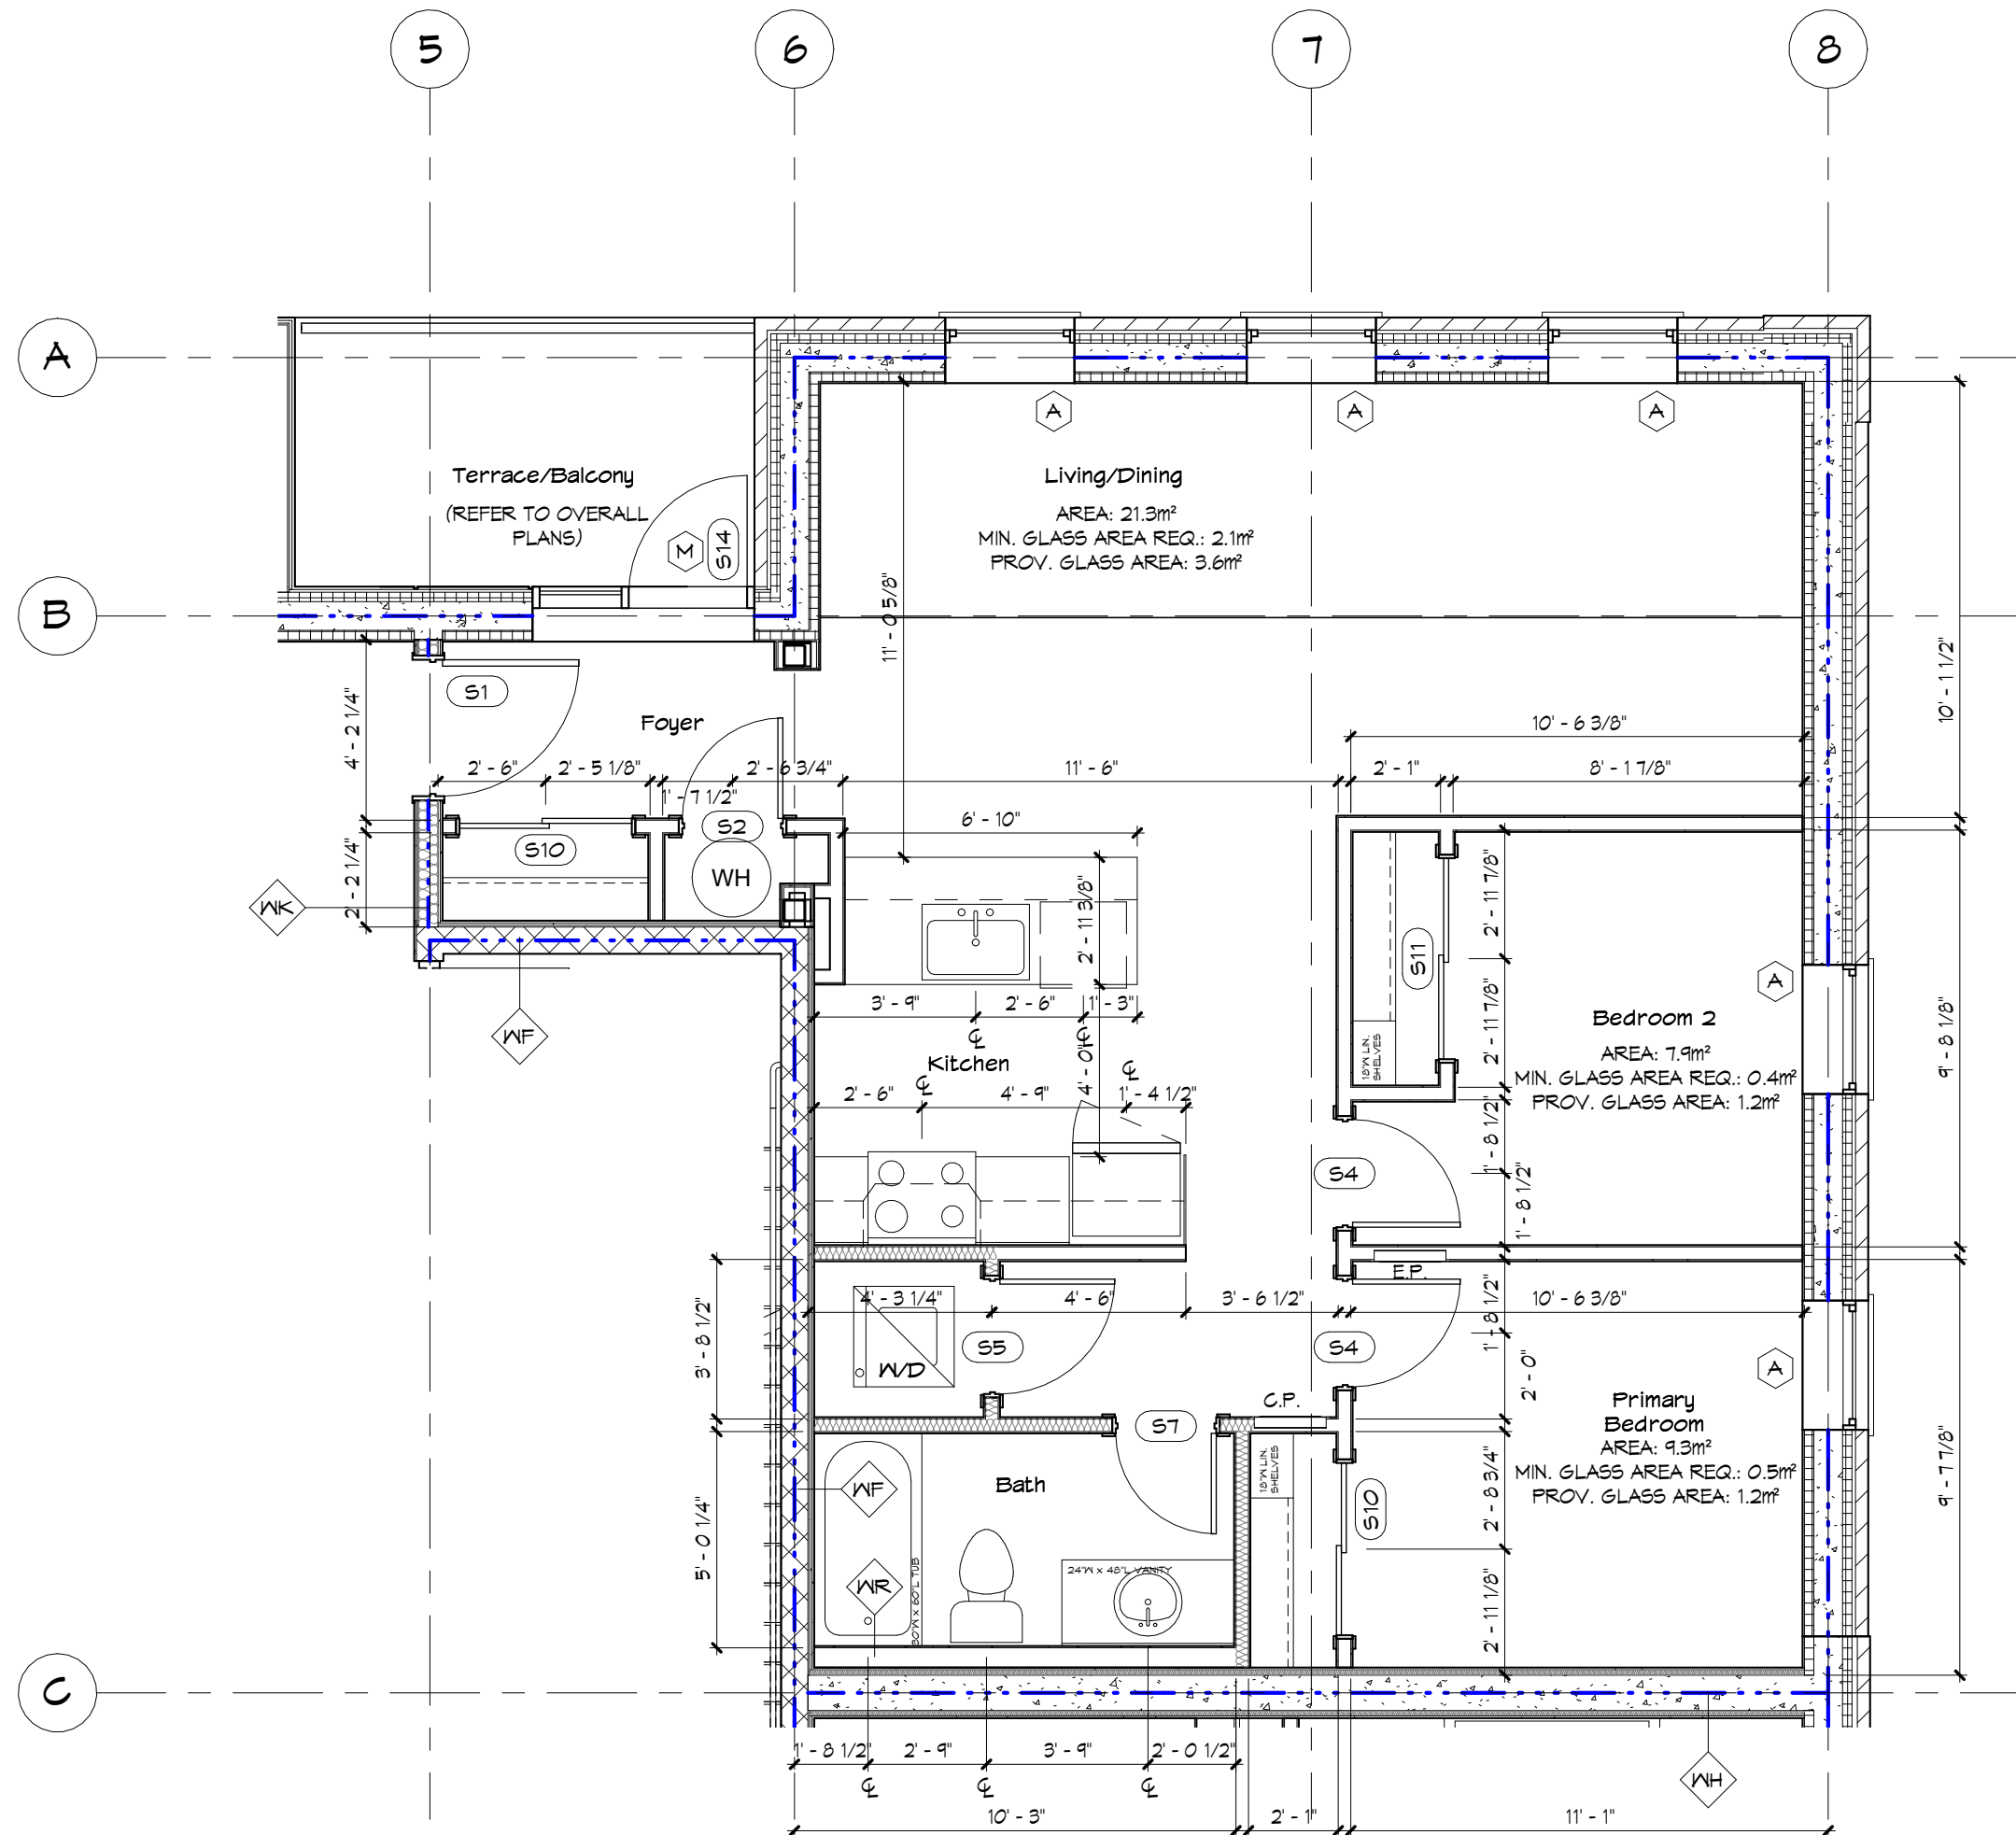 5
6
7
8
A
A
A
A
Terrace/Balcony
(REFER TO OVERALL
PLANS)
M
S14
Living/Dining
AREA: 21.3m²
MIN. GLASS AREA REQ.: 2.1m²
PROV. GLASS AREA: 3.6m²
B
11' - 0 5/8"
10' - 1 1/2"
S1
Foyer
4' - 2 1/4"
10' - 6 3/8"
2' - 6"
2' - 5 1/8"
2' - 6 3/4"
11' - 6"
2' - 1"
8' - 1 7/8"
1' - 7 1/2"
S2
6' - 10"
S10
WH
2' - 2 1/4"
WK
2' - 11 3/8"
2' - 11 7/8"
S11
A
WF
3' - 9"
2' - 6"
1' - 3"
℄
℄
2' - 11 7/8"
Bedroom 2
AREA: 7.9m²
MIN. GLASS AREA REQ.: 0.4m²
PROV. GLASS AREA: 1.2m²
9' - 8 1/8"
18"W LIN.
SHELVES
Kitchen
4' - 0"
℄
℄
2' - 6"
4' - 9"
1' - 4 1/2"
1' - 8 1/2"
S4
1' - 8 1/2"
E.P.
3' - 8 1/2"
4' - 3 1/4"
4' - 6"
3' - 6 1/2"
10' - 6 3/8"
1' - 8 1/2"
W/D
S5
S4
2' - 0"
A
C.P.
S7
Primary
Bedroom
AREA: 9.3m²
MIN. GLASS AREA REQ.: 0.5m²
PROV. GLASS AREA: 1.2m²
9' - 7 7/8"
18"W LIN.
SHELVES
S10
2' - 8 3/4"
WF
Bath
5' - 0 1/4"
WR
30"W x 60"L TUB
24"W x 48"L VANITY
2' - 11 1/8"
C
1' - 8 1/2"
2' - 9"
3' - 9"
2' - 0 1/2"
℄
℄
℄
WH
10' - 3"
2' - 1"
11' - 1"